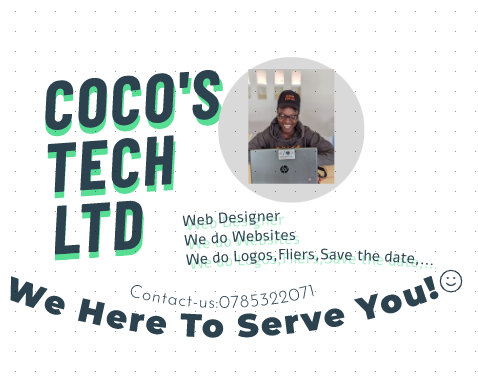 COCO'S
TECH
LTD
Web Designer
We do Websites
We do Logos,Fliers,Save the date,...
Contact-us:0785322071
We Here To Serve You!
hp